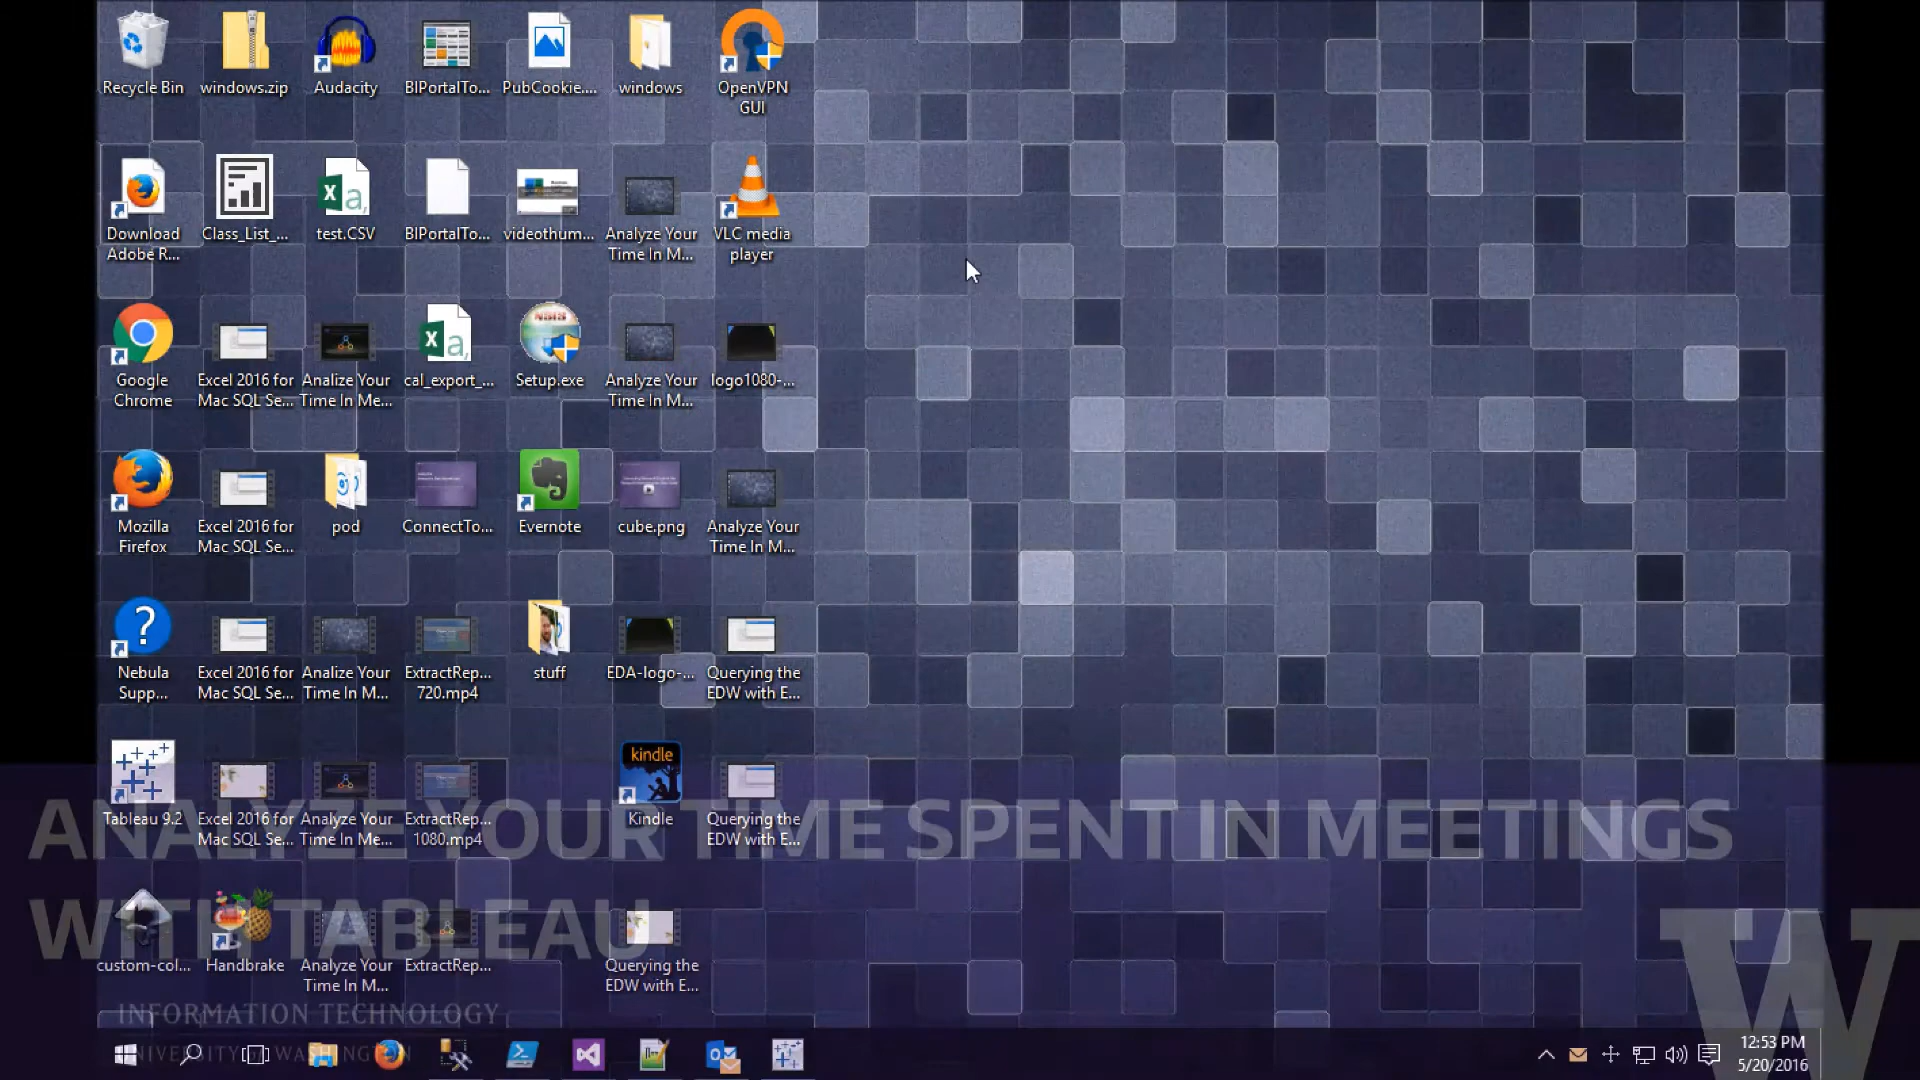 Recycle Bin
windows.zip
Audacity
BIPortalTo...
PubCookie....
windows
OpenVPN
GUI
Download
Adobe R...
Class_List_...
test.CSV
BIPortalTo...
videothum...
Analyze Your
Time In M...
VLC media
player
Google
Chrome
Excel 2016 for
Mac SQL Se...
Analize Your
Time In Me...
cal_export_...
NSIS
Setup.exe
Analyze Your
Time In M...
logo1080-...
Mozilla
Firefox
Excel 2016 for
Mac SQL Se...
pod
ConnectTo...
Evernote
cube.png
Analyze Your
Time In M...
Nebula
Supp...
Excel 2016 for
Mac SQL Se...
Analize Your
Time In M...
ExtractRep...
720.mp4
stuff
EDA-logo-...
Querying the
EDW with E...
Tableau 9.2
Excel 2016 for
Mac SQL Se...
Analyze Your
Time In Me...
ExtractRep...
1080.mp4
kindle
Kindle
Querying the
EDW with E...
ANALYZE YOUR TIME SPENT IN MEETINGS
WITH TABLEAU
custom-col...
Handbrake
Analyze Your
Time In M...
ExtractRep...
Querying the
EDW with E...
INFORMATION TECHNOLOGY
UNIVERSITY of WASHINGTON
W
12:53 PM
5/20/2016